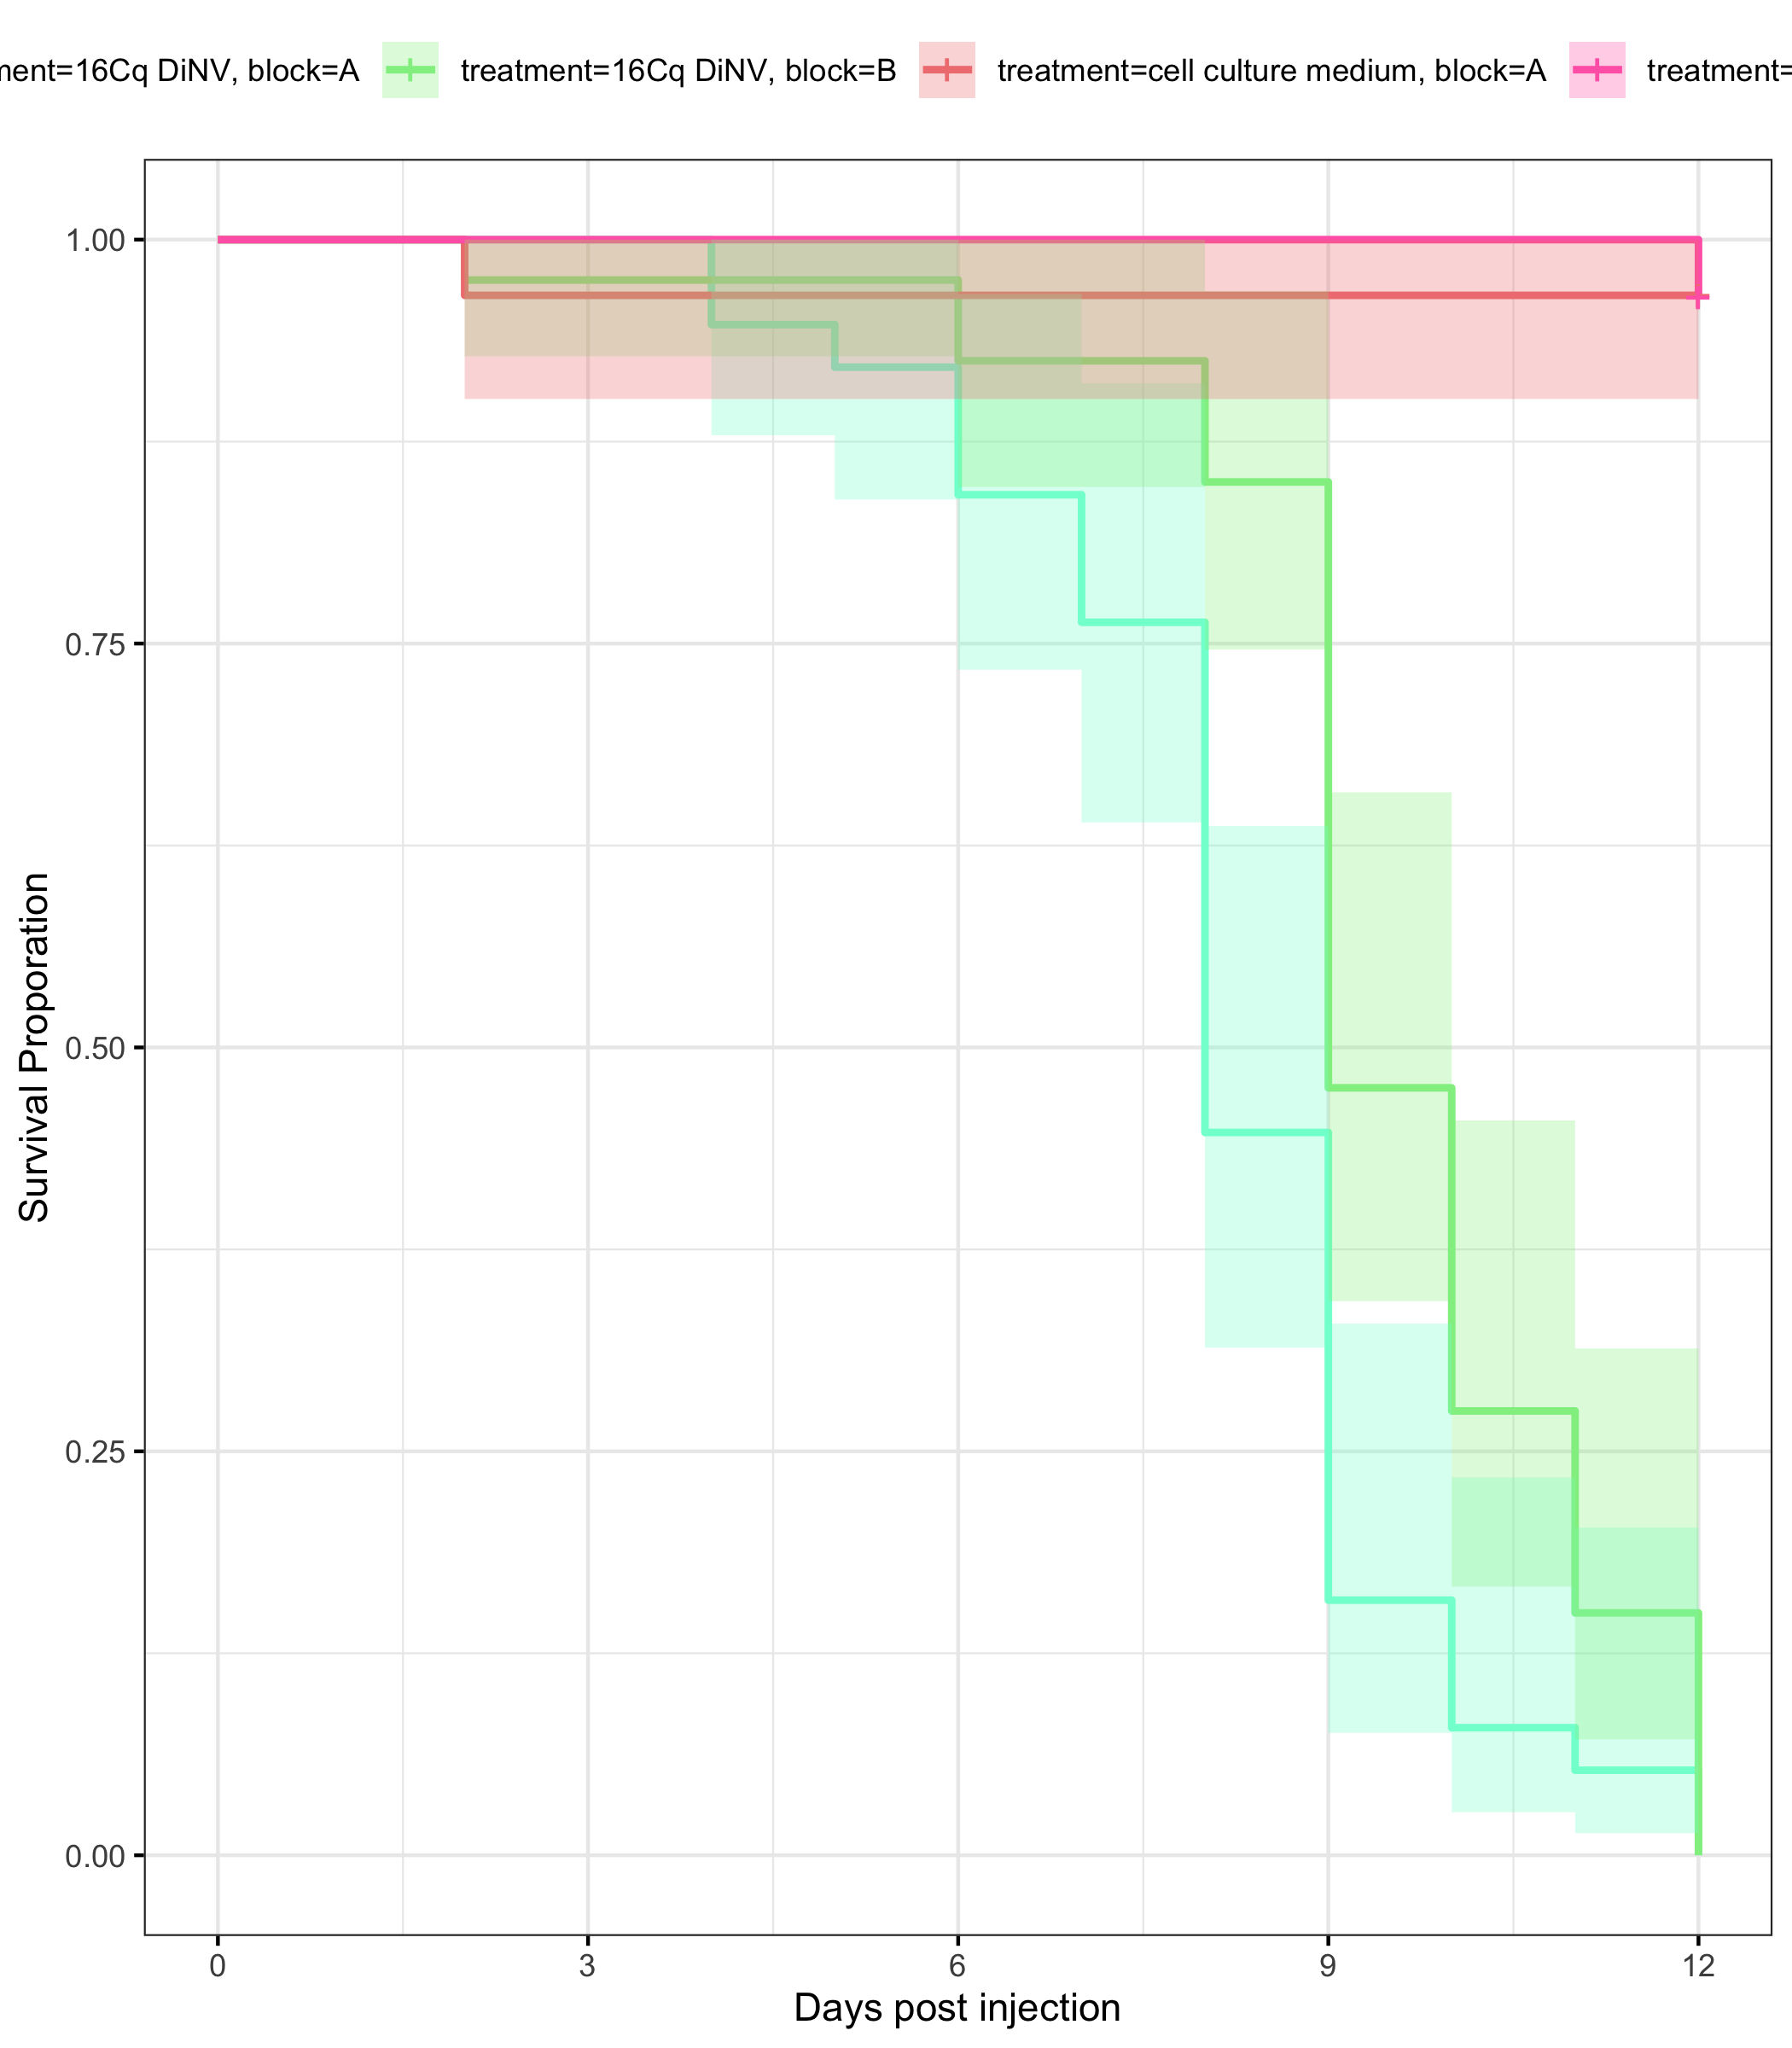 ment=16Cq DiNV, block=A treatment=16Cq DiNV, block=B treatment=cell culture medium, block=A treatment=
1.00
0.75
0.50
0.25
0.00
Survival Proporation
0 3 6 9 12
Days post injection